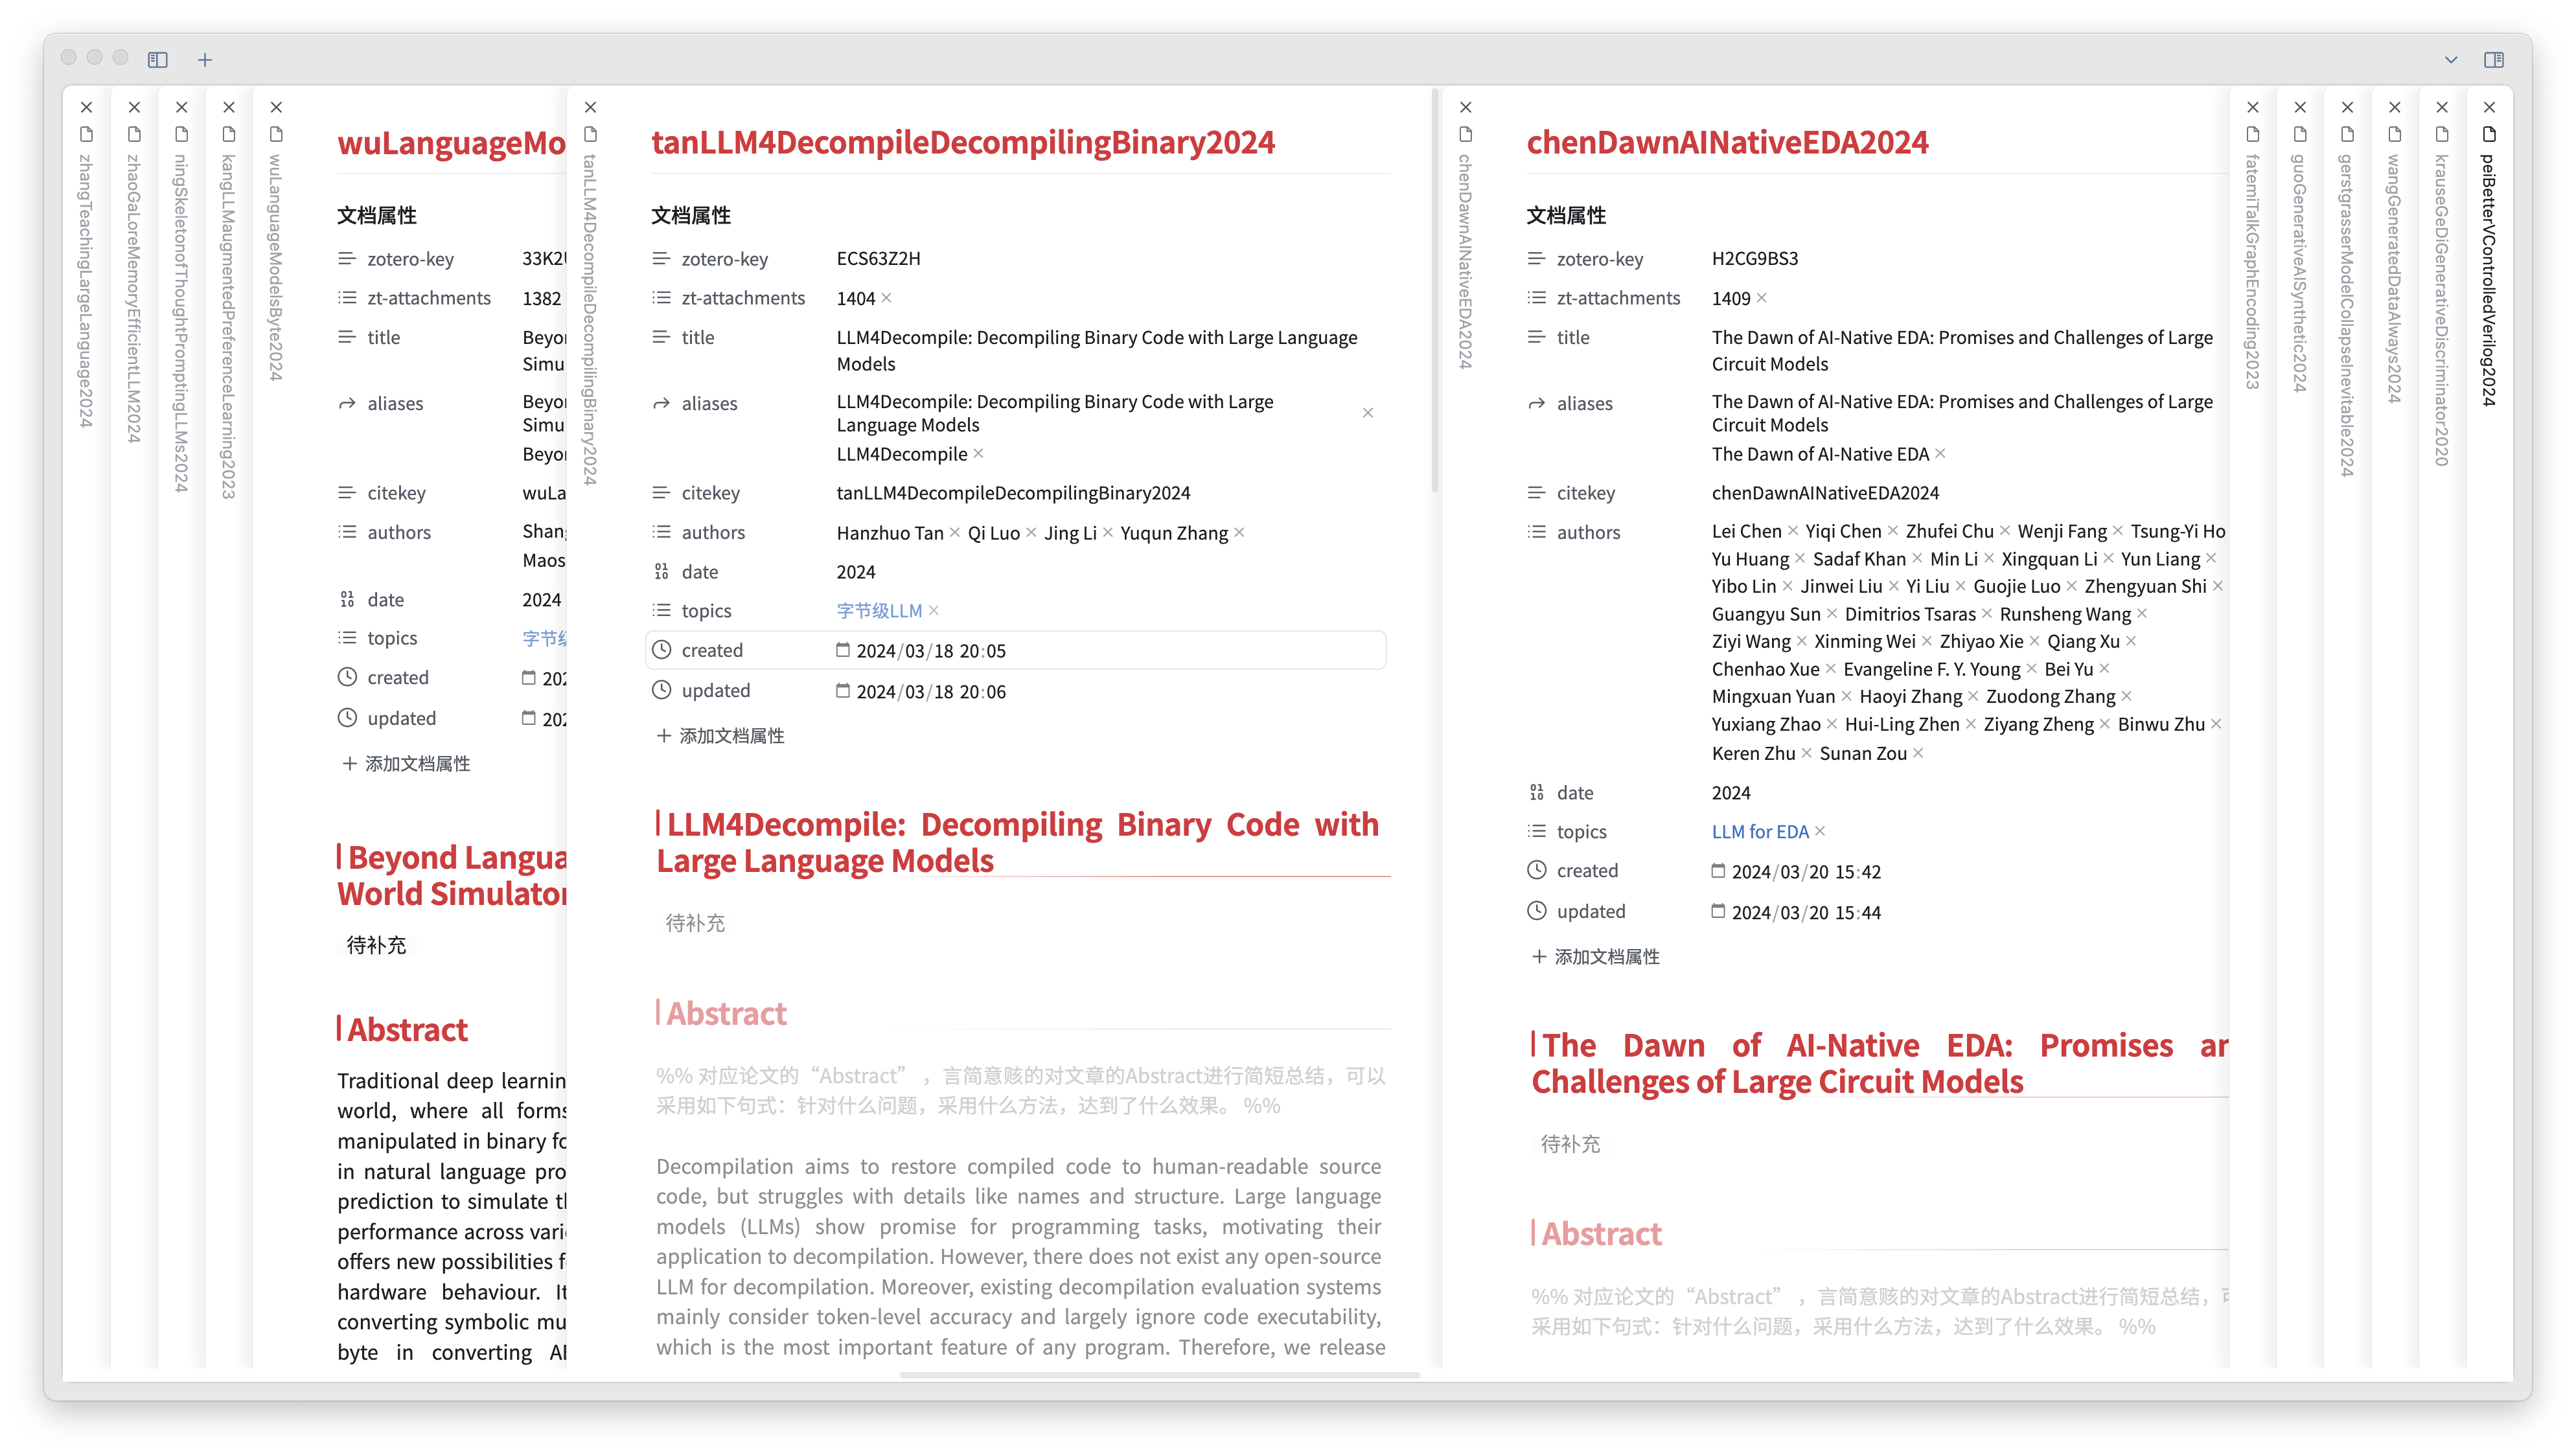 zhangTeachingLargeLanguage2024
zhaoGaLoreMemoryEfficientLLM2024
ningSkeletonofThoughtPromptingLLMs2024
kangLLMaugmentedPreferenceLearning2023
wuLanguageModelsByte2024
wuLanguageMo
文档属性
zotero-key 33K2
zt-attachments 1382
title Beyo
Simu
aliases Beyo
Simu
Beyo
citekey wuLa
authors Shan
Maos
date 2024
topics 字节级
created 202
updated 202
添加文档属性
Beyond Langua
World Simulator
待补充
Abstract
Traditional deep learnin
world, where all forms
manipulated in binary fo
in natural language pro
prediction to simulate th
performance across vari
offers new possibilities f
hardware behaviour. It
converting symbolic mu
byte in converting AB
tanLLM4DecompileDecompilingBinary2024
tanLLM4DecompileDecompilingBinary2024
文档属性
zotero-key ECS63Z2H
zt-attachments 1404
title LLM4Decompile: Decompiling Binary Code with Large Language
Models
aliases LLM4Decompile: Decompiling Binary Code with Large
Language Models
LLM4Decompile
citekey tanLLM4DecompileDecompilingBinary2024
authors Hanzhuo Tan Qi Luo Jing Li Yuqun Zhang
date 2024
topics 字节级LLM
created 2024/03/18 20:05
updated 2024/03/18 20:06
添加文档属性
LLM4Decompile: Decompiling Binary Code with
Large Language Models
待补充
Abstract
%% 对应论文的“Abstract”，言简意赅的对文章的Abstract进行简短总结，可以
采用如下句式：针对什么问题，采用什么方法，达到了什么效果。 %%
Decompilation aims to restore compiled code to human-readable source
code, but struggles with details like names and structure. Large language
models (LLMs) show promise for programming tasks, motivating their
application to decompilation. However, there does not exist any open-source
LLM for decompilation. Moreover, existing decompilation evaluation systems
mainly consider token-level accuracy and largely ignore code executability,
which is the most important feature of any program. Therefore, we release
chenDawnAINativeEDA2024
chenDawnAINativeEDA2024
文档属性
zotero-key H2CG9BS3
zt-attachments 1409
title The Dawn of AI-Native EDA: Promises and Challenges of Large
Circuit Models
aliases The Dawn of AI-Native EDA: Promises and Challenges of Large
Circuit Models
The Dawn of AI-Native EDA
citekey chenDawnAINativeEDA2024
authors Lei Chen Yiqi Chen Zhufei Chu Wenji Fang Tsung-Yi Ho
Yu Huang Sadaf Khan Min Li Xingquan Li Yun Liang
Yibo Lin Jinwei Liu Yi Liu Guojie Luo Zhengyuan Shi
Guangyu Sun Dimitrios Tsaras Runsheng Wang
Ziyi Wang Xinming Wei Zhiyao Xie Qiang Xu
Chenhao Xue Evangeline F. Y. Young Bei Yu
Mingxuan Yuan Haoyi Zhang Zuodong Zhang
Yuxiang Zhao Hui-Ling Zhen Ziyang Zheng Binwu Zhu
Keren Zhu Sunan Zou
date 2024
topics LLM for EDA
created 2024/03/20 15:42
updated 2024/03/20 15:44
添加文档属性
The Dawn of AI-Native EDA: Promises an
Challenges of Large Circuit Models
待补充
Abstract
%% 对应论文的“Abstract”，言简意赅的对文章的Abstract进行简短总结，
采用如下句式：针对什么问题，采用什么方法，达到了什么效果。 %%
fatemiTalkGraphEncoding2023
guoGenerativeAISynthetic2024
gerstgrasserModelCollapseInevitable2024
wangGeneratedDataAlways2024
krauseGeDiGenerativeDiscriminator2020
peiBetterVControlledVerilog2024